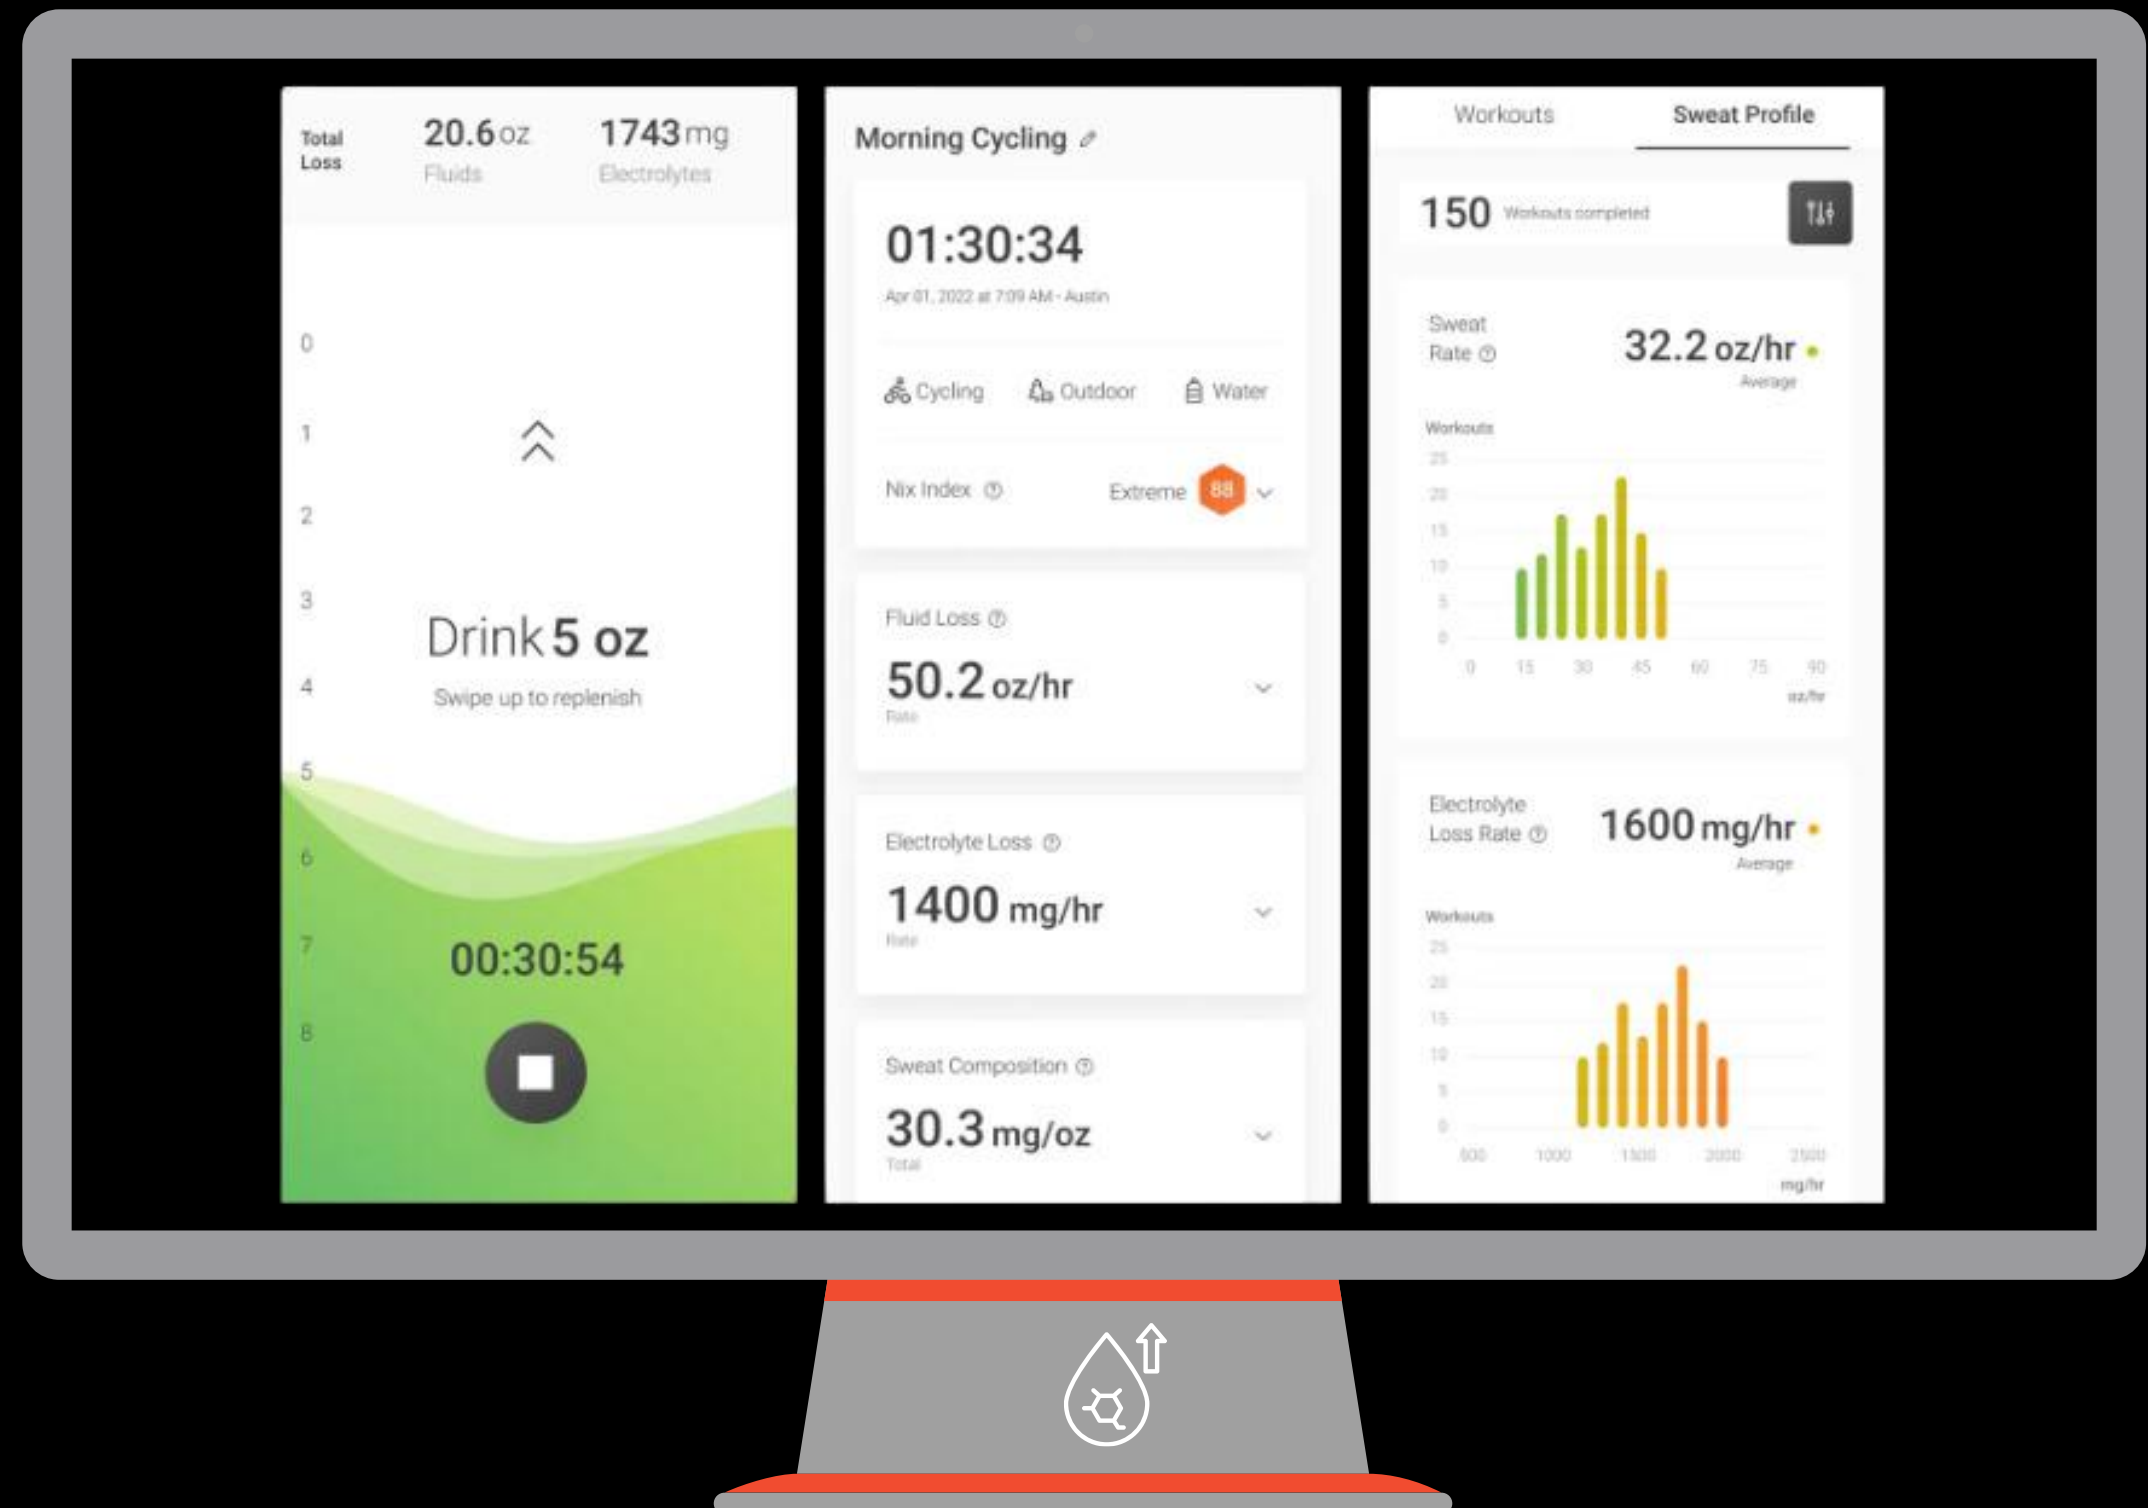 Total
Loss
20.6 oz
Fluids
1743 mg
Electrolytes
0
1
2
3
4
5
6
7
8
Drink 5 oz
Swipe up to replenish
00:30:54
Morning Cycling
01:30:34
Apr 01, 2022 at 7:09 AM - Austin
Cycling
Outdoor
Water
Nix Index
Extreme
88
Fluid Loss
50.2 oz/hr
Rate
Electrolyte Loss
1400 mg/hr
Rate
Sweat Composition
30.3 mg/oz
Total
Workouts
Sweat Profile
150 Workouts completed
Sweat
Rate
32.2 oz/hr
Average
Workouts
25
20
15
10
5
0
0 15 30 45 60 75 90
oz/hr
Electrolyte
Loss Rate
1600 mg/hr
Average
Workouts
25
20
15
10
5
0
500 1000 1500 2000 2500
mg/hr